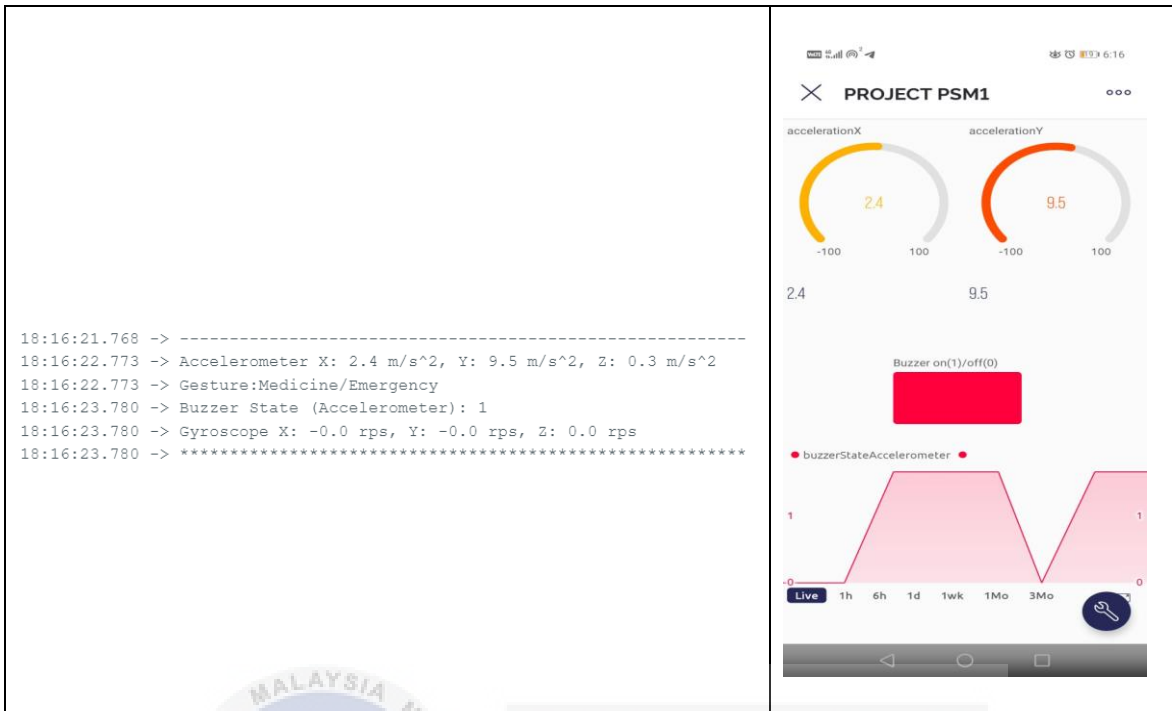 18:16:21.768 -> ---------------------------------------------------------
18:16:22.773 -> Accelerometer X: 2.4 m/s^2, Y: 9.5 m/s^2, Z: 0.3 m/s^2
18:16:22.773 -> Gesture:Medicine/Emergency
18:16:23.780 -> Buzzer State (Accelerometer): 1
18:16:23.780 -> Gyroscope X: -0.0 rps, Y: -0.0 rps, Z: 0.0 rps
18:16:23.780 -> *********************************************************
6:16
PROJECT PSM1
accelerationX accelerationY
2.4 9.5
-100 100 -100 100
2.4 9.5
Buzzer on(1)/off(0)
buzzerStateAccelerometer
1 1
-0 0
Live 1h 6h 1d 1wk 1Mo 3Mo
MALAYSIA